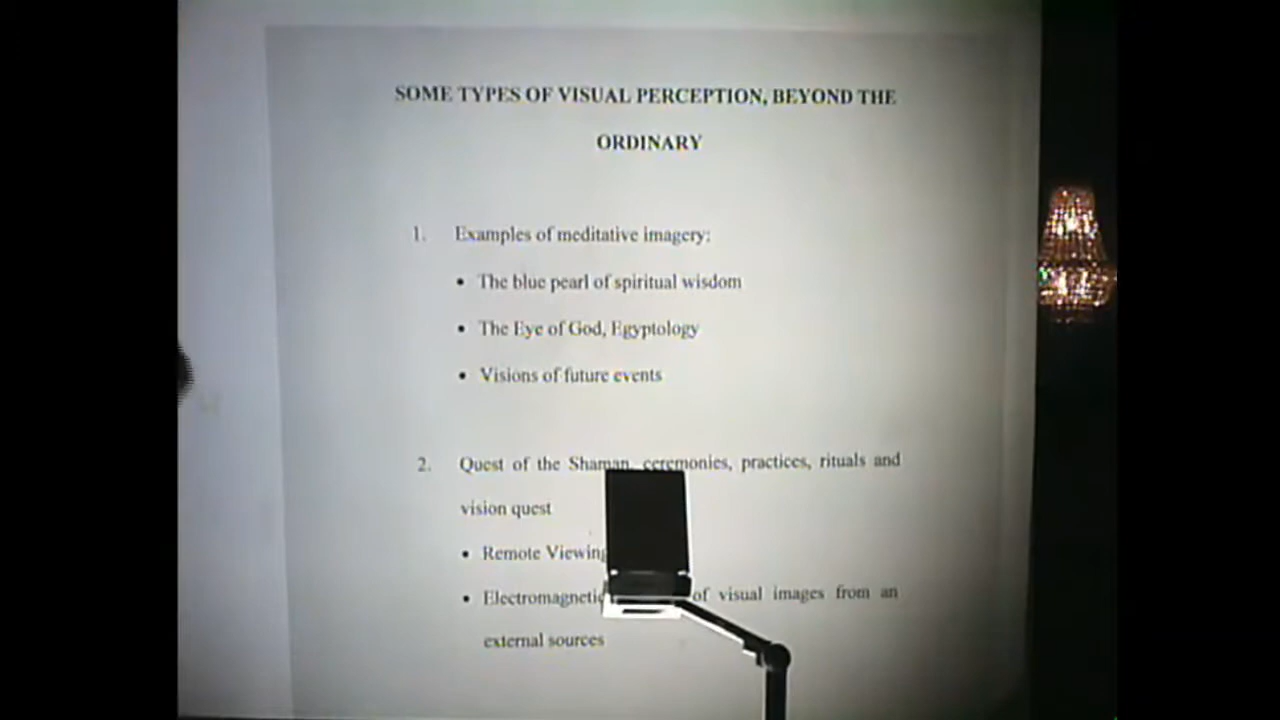 SOME TYPES OF VISUAL PERCEPTION, BEYOND THE
ORDINARY
1. Examples of meditative imagery:
• The blue pearl of spiritual wisdom
• The Eye of God, Egyptology
• Visions of future events
2. Quest of the Shaman, ceremonies, practices, rituals and
vision quest
• Remote Viewing
• Electromagnetic of visual images from an
external sources